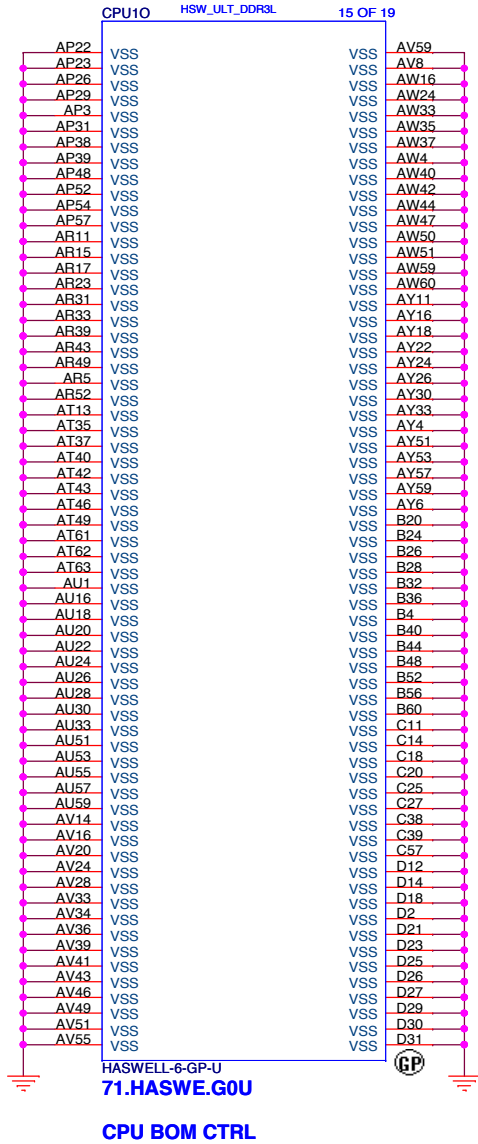 CPU1O HSW_ULT_DDR3L 15 OF 19
AP22 VSS VSS AV59
AP23 VSS VSS AV8
AP26 VSS VSS AW16
AP29 VSS VSS AW24
AP3 VSS VSS AW33
AP31 VSS VSS AW35
AP38 VSS VSS AW37
AP39 VSS VSS AW4
AP48 VSS VSS AW40
AP52 VSS VSS AW42
AP54 VSS VSS AW44
AP57 VSS VSS AW47
AR11 VSS VSS AW50
AR15 VSS VSS AW51
AR17 VSS VSS AW59
AR23 VSS VSS AW60
AR31 VSS VSS AY11
AR33 VSS VSS AY16
AR39 VSS VSS AY18
AR43 VSS VSS AY22
AR49 VSS VSS AY24
AR5 VSS VSS AY26
AR52 VSS VSS AY30
AT13 VSS VSS AY33
AT35 VSS VSS AY4
AT37 VSS VSS AY51
AT40 VSS VSS AY53
AT42 VSS VSS AY57
AT43 VSS VSS AY59
AT46 VSS VSS AY6
AT49 VSS VSS B20
AT61 VSS VSS B24
AT62 VSS VSS B26
AT63 VSS VSS B28
AU1 VSS VSS B32
AU16 VSS VSS B36
AU18 VSS VSS B4
AU20 VSS VSS B40
AU22 VSS VSS B44
AU24 VSS VSS B48
AU26 VSS VSS B52
AU28 VSS VSS B56
AU30 VSS VSS B60
AU33 VSS VSS C11
AU51 VSS VSS C14
AU53 VSS VSS C18
AU55 VSS VSS C20
AU57 VSS VSS C25
AU59 VSS VSS C27
AV14 VSS VSS C38
AV16 VSS VSS C39
AV20 VSS VSS C57
AV24 VSS VSS D12
AV28 VSS VSS D14
AV33 VSS VSS D18
AV34 VSS VSS D2
AV36 VSS VSS D21
AV39 VSS VSS D23
AV41 VSS VSS D25
AV43 VSS VSS D26
AV46 VSS VSS D27
AV49 VSS VSS D29
AV51 VSS VSS D30
AV55 VSS VSS D31
HASWELL-6-GP-U GP
71.HASWE.G0U
CPU BOM CTRL